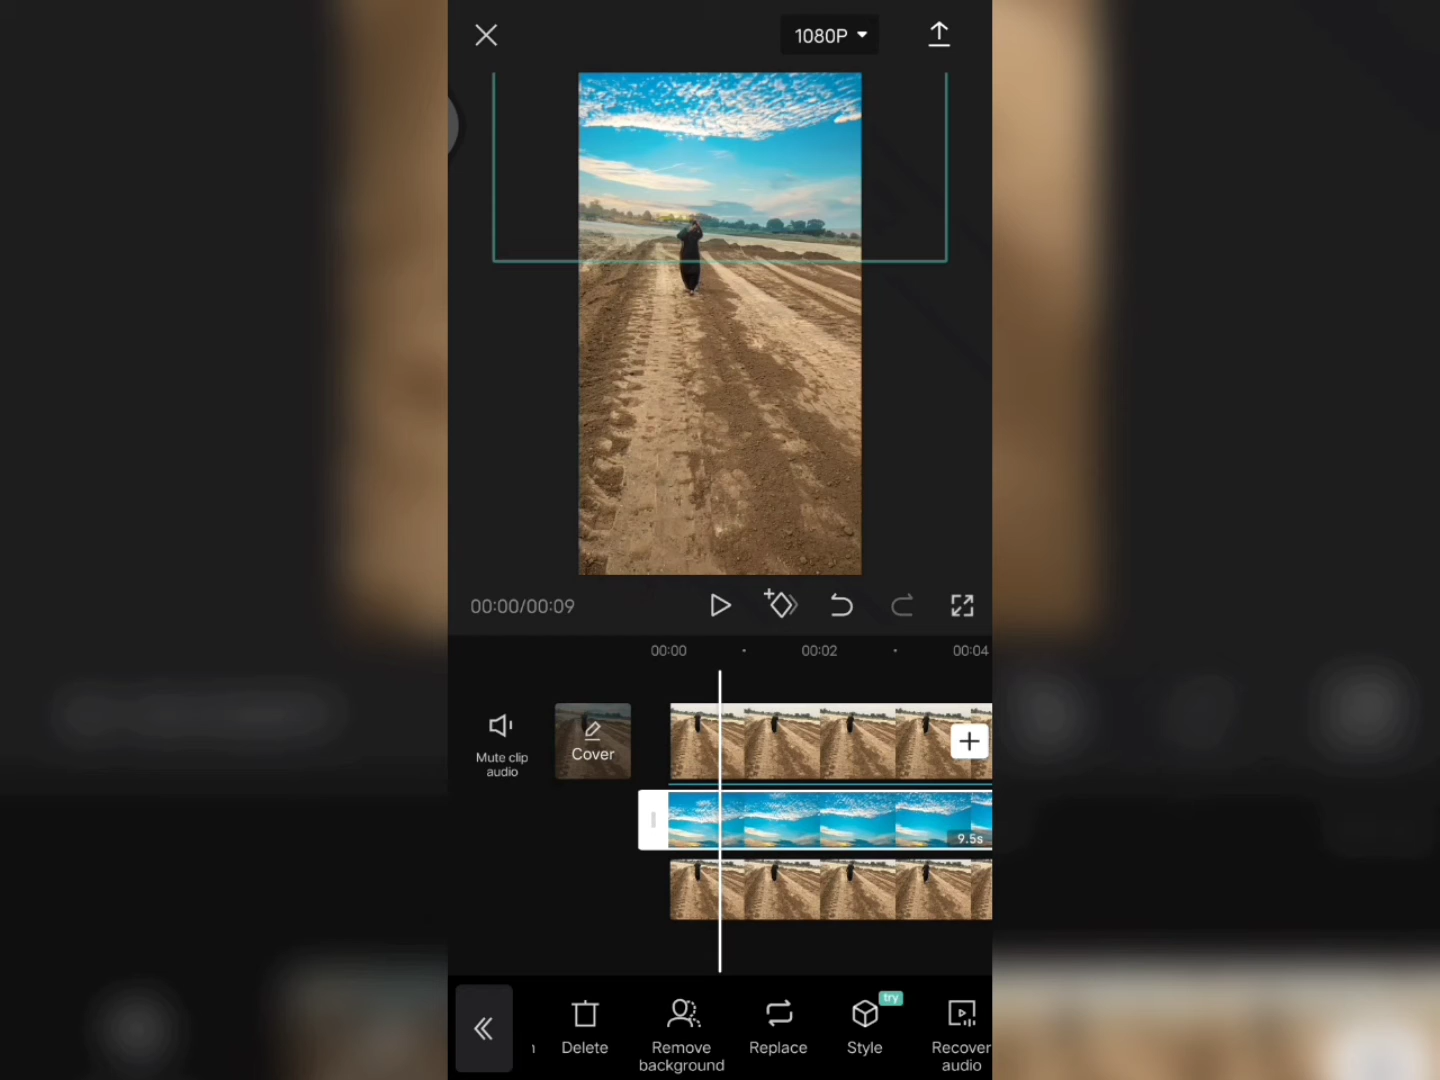 1080P
00:00/00:09
00:00
00:02
00:04
Mute clip
audio
Cover
9.5s
Delete
Remove
background
Replace
try
Style
Recover
audio